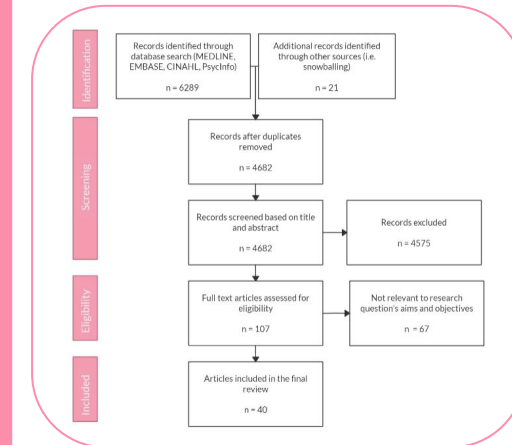 Identification
Records identified through
database search (MEDLINE,
EMBASE, CINAHL, PsycInfo)
n = 6289
Additional records identified
through other sources (i.e.
snowballing)
n = 21
Screening
Records after duplicates
removed
n = 4682
Records screened based on title
and abstract
n = 4682
Records excluded
n = 4575
Eligibility
Full text articles assessed for
eligibility
n = 107
Not relevant to research
question's aims and objectives
n = 67
Included
Articles included in the final
review
n = 40